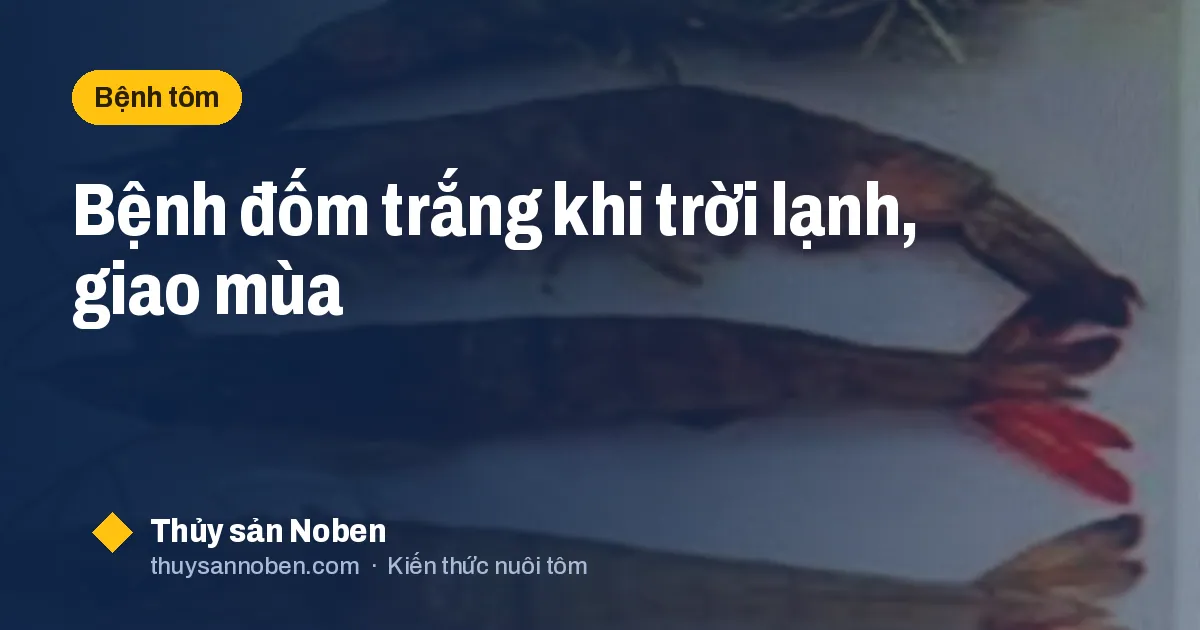 Bệnh tôm
Bệnh đốm trắng khi trời lạnh,
giao mùa
Thủy sản Noben
thuysannoben.com · Kiến thức nuôi tôm